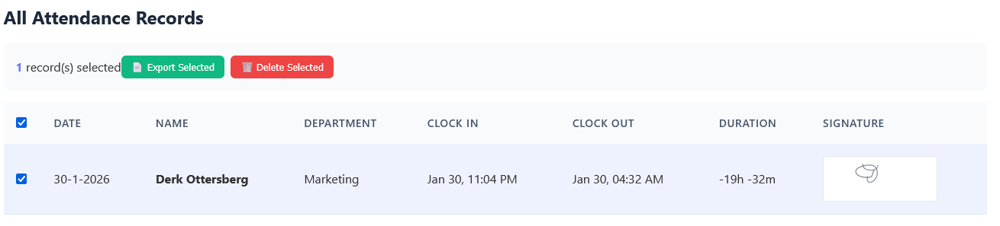 All Attendance Records
1 record(s) selected Export Selected Delete Selected
DATE NAME DEPARTMENT CLOCK IN CLOCK OUT DURATION SIGNATURE
30-1-2026 Derk Ottersberg Marketing Jan 30, 11:04 PM Jan 30, 04:32 AM -19h -32m